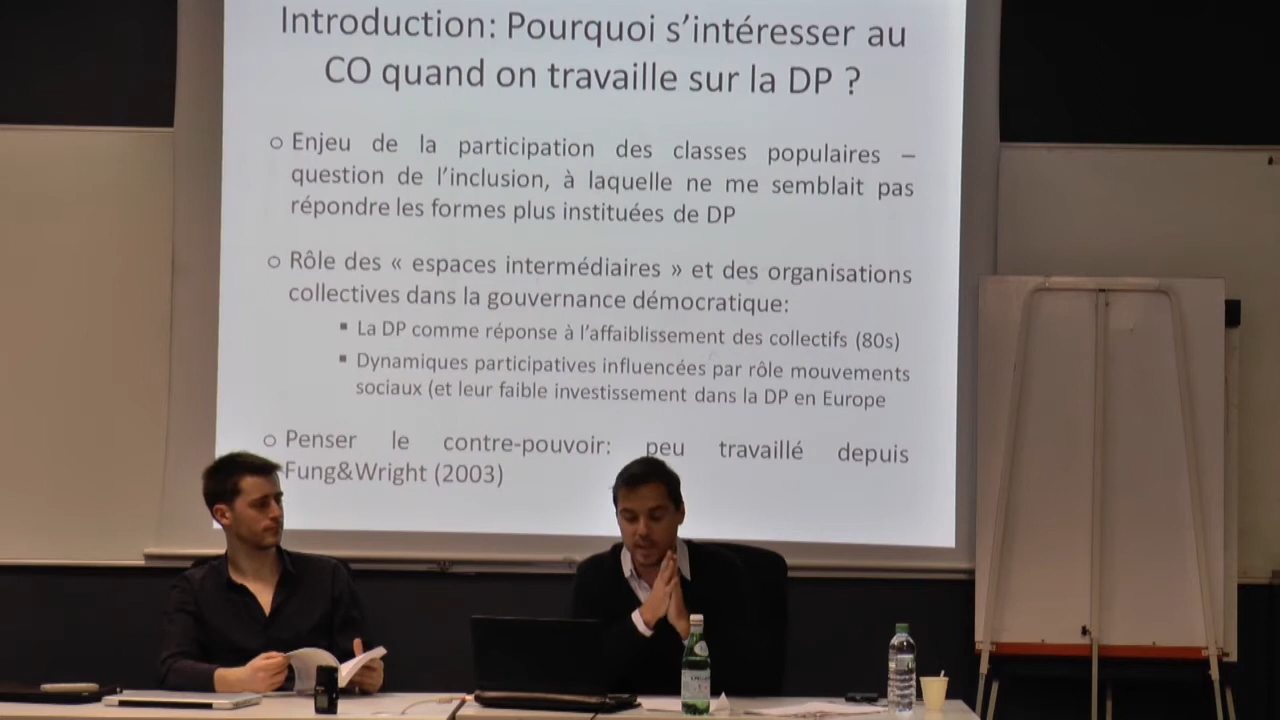 Introduction: Pourquoi s'intéresser au
CO quand on travaille sur la DP ?
o Enjeu de la participation des classes populaires –
question de l'inclusion, à laquelle ne me semblait pas
répondre les formes plus instituées de DP
o Rôle des « espaces intermédiaires » et des organisations
collectives dans la gouvernance démocratique:
▪ La DP comme réponse à l'affaiblissement des collectifs (80s)
▪ Dynamiques participatives influencées par rôle mouvements
sociaux (et leur faible investissement dans la DP en Europe
o Penser le contre-pouvoir: peu travaillé depuis
Fung&Wright (2003)